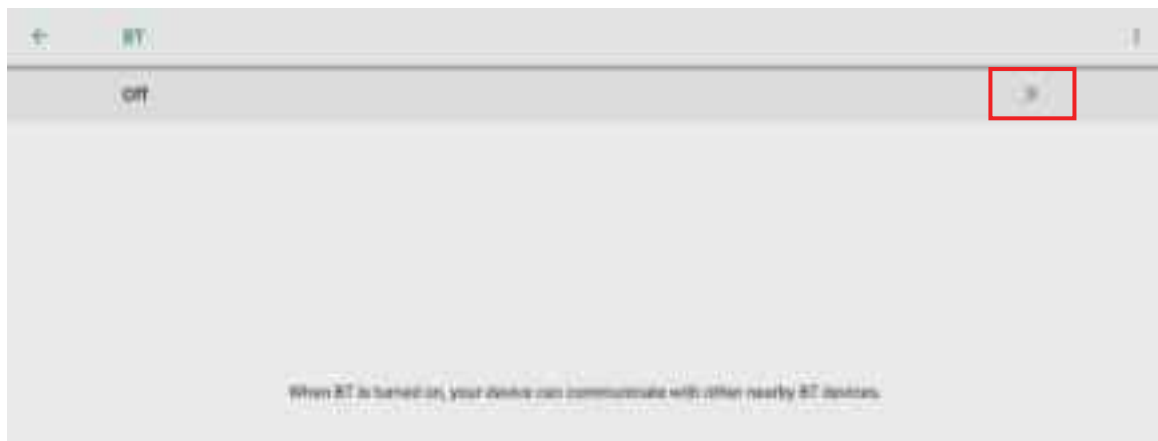 BT
Off
When BT is turned on, your device can communicate with other nearby BT devices.